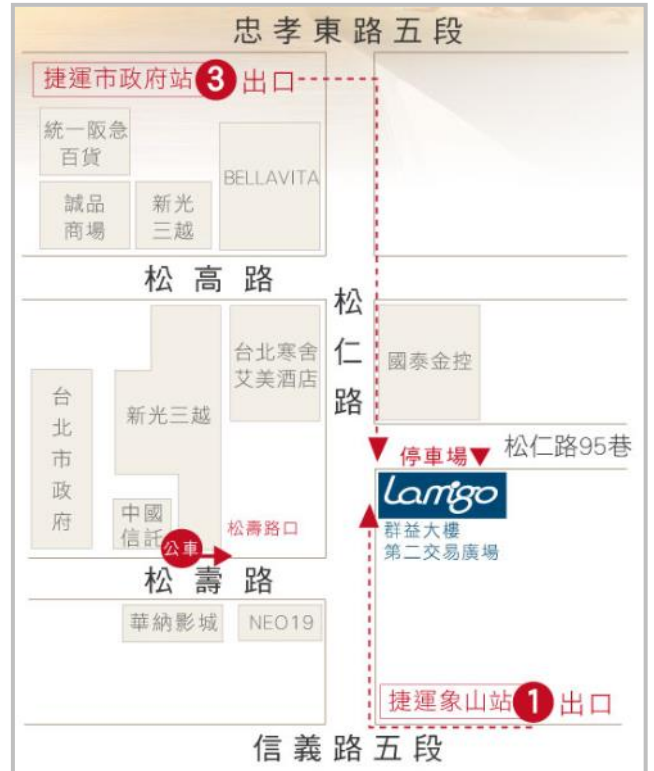 忠孝東路五段
捷運市政府站 3 出口
統一阪急
百貨
BELLAVITA
誠品
商場
新光
三越
松高路
松仁路
台北寒舍
艾美酒店
國泰金控
新光三越
台北市政府
停車場
松仁路95巷
Lamigo
群益大樓
第二交易廣場
中國
信託
公車
松壽路口
松壽路
華納影城
NEO19
捷運象山站 1 出口
信義路五段